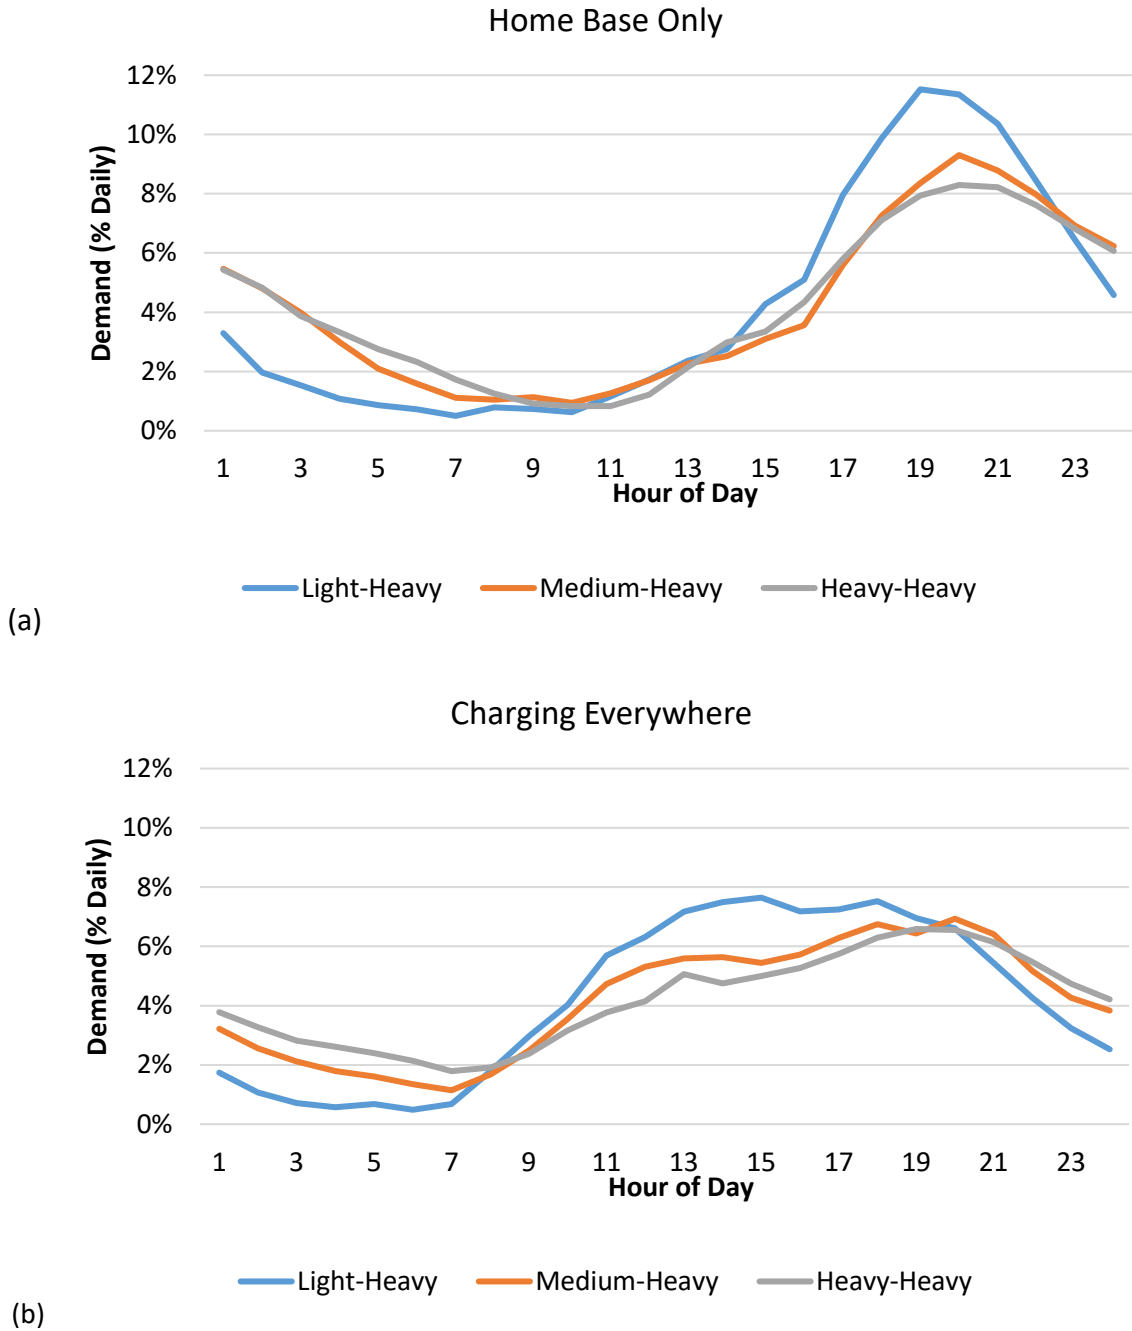 Home Base Only
12%
10%
8%
6%
4%
2%
0%
Demand (% Daily)
1 3 5 7 9 11 13 15 17 19 21 23
Hour of Day
Light-Heavy Medium-Heavy Heavy-Heavy
(a)
Charging Everywhere
12%
10%
8%
6%
4%
2%
0%
Demand (% Daily)
1 3 5 7 9 11 13 15 17 19 21 23
Hour of Day
Light-Heavy Medium-Heavy Heavy-Heavy
(b)